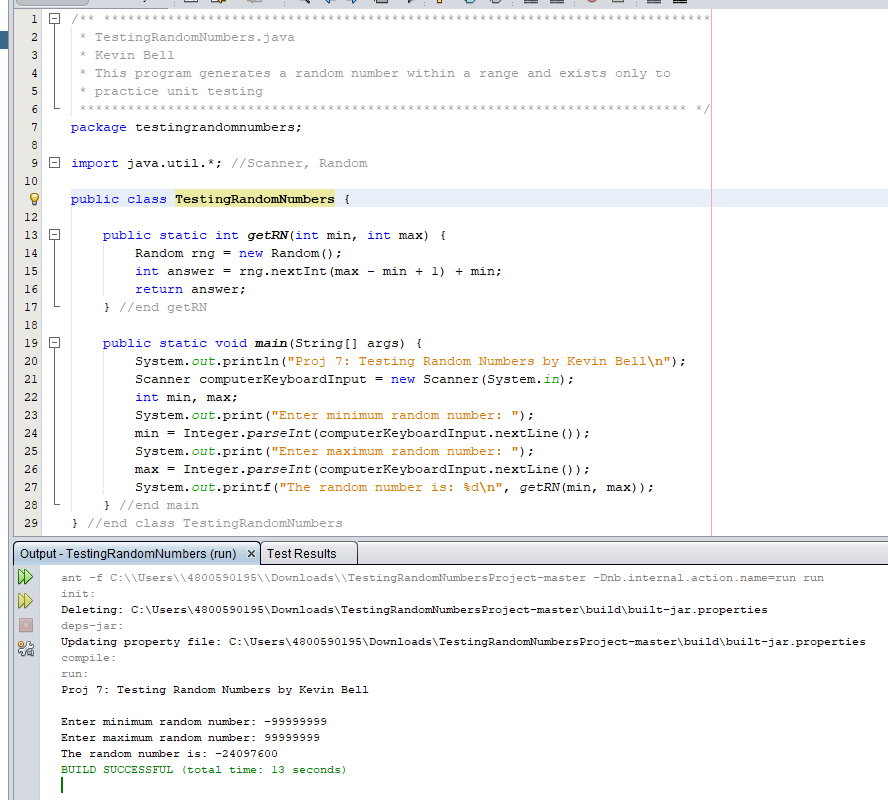 1 /** ****************************************************************************
2  * TestingRandomNumbers.java
3  * Kevin Bell
4  * This program generates a random number within a range and exists only to
5  * practice unit testing
6  **************************************************************************** */
7 package testingrandomnumbers;
8
9 import java.util.*; //Scanner, Random
10
public class TestingRandomNumbers {
12
13     public static int getRN(int min, int max) {
14         Random rng = new Random();
15         int answer = rng.nextInt(max - min + 1) + min;
16         return answer;
17     } //end getRN
18
19     public static void main(String[] args) {
20         System.out.println("Proj 7: Testing Random Numbers by Kevin Bell\n");
21         Scanner computerKeyboardInput = new Scanner(System.in);
22         int min, max;
23         System.out.print("Enter minimum random number: ");
24         min = Integer.parseInt(computerKeyboardInput.nextLine());
25         System.out.print("Enter maximum random number: ");
26         max = Integer.parseInt(computerKeyboardInput.nextLine());
27         System.out.printf("The random number is: %d\n", getRN(min, max));
28     } //end main
29 } //end class TestingRandomNumbers
Output - TestingRandomNumbers (run) × Test Results
ant -f C:\\Users\\4800590195\\Downloads\\TestingRandomNumbersProject-master -Dnb.internal.action.name=run run
init:
Deleting: C:\Users\4800590195\Downloads\TestingRandomNumbersProject-master\build\built-jar.properties
deps-jar:
Updating property file: C:\Users\4800590195\Downloads\TestingRandomNumbersProject-master\build\built-jar.properties
compile:
run:
Proj 7: Testing Random Numbers by Kevin Bell
Enter minimum random number: -99999999
Enter maximum random number: 99999999
The random number is: -24097600
BUILD SUCCESSFUL (total time: 13 seconds)